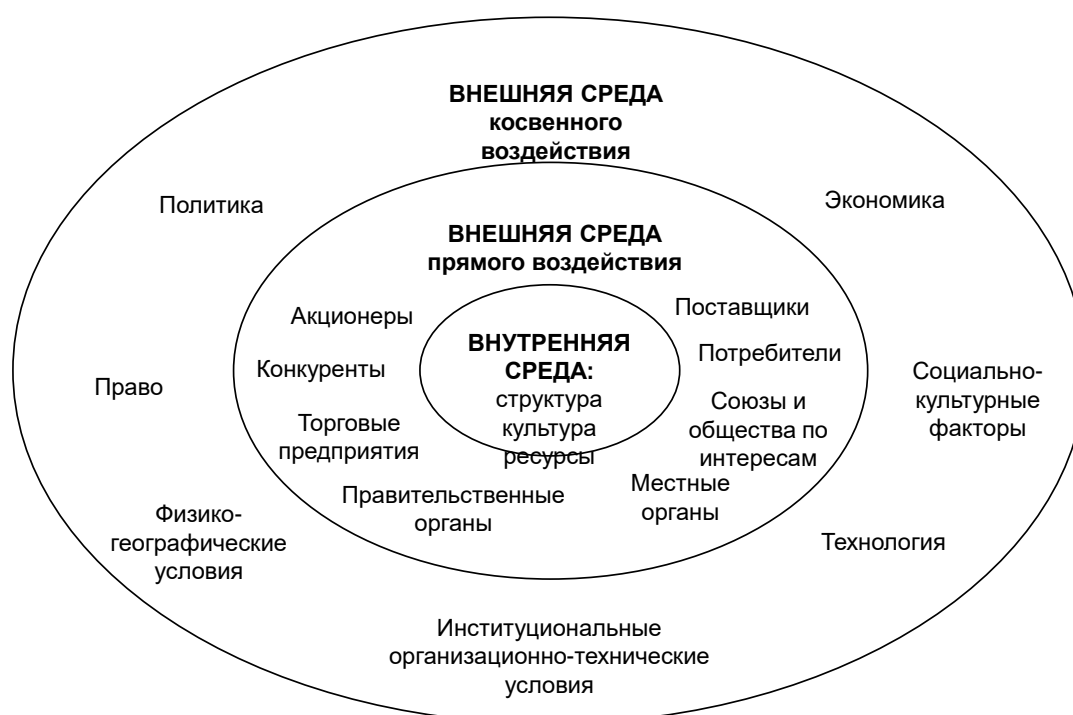 ВНЕШНЯЯ СРЕДА
косвенного
воздействия
Политика
Экономика
ВНЕШНЯЯ СРЕДА
прямого воздействия
Акционеры
Поставщики
ВНУТРЕННЯЯ
СРЕДА:
структура
культура
ресурсы
Конкуренты
Потребители
Право
Социально-
культурные
факторы
Торговые
предприятия
Союзы и
общества по
интересам
Правительственные
органы
Местные
органы
Физико-
географические
условия
Технология
Институциональные
организационно-технические
условия